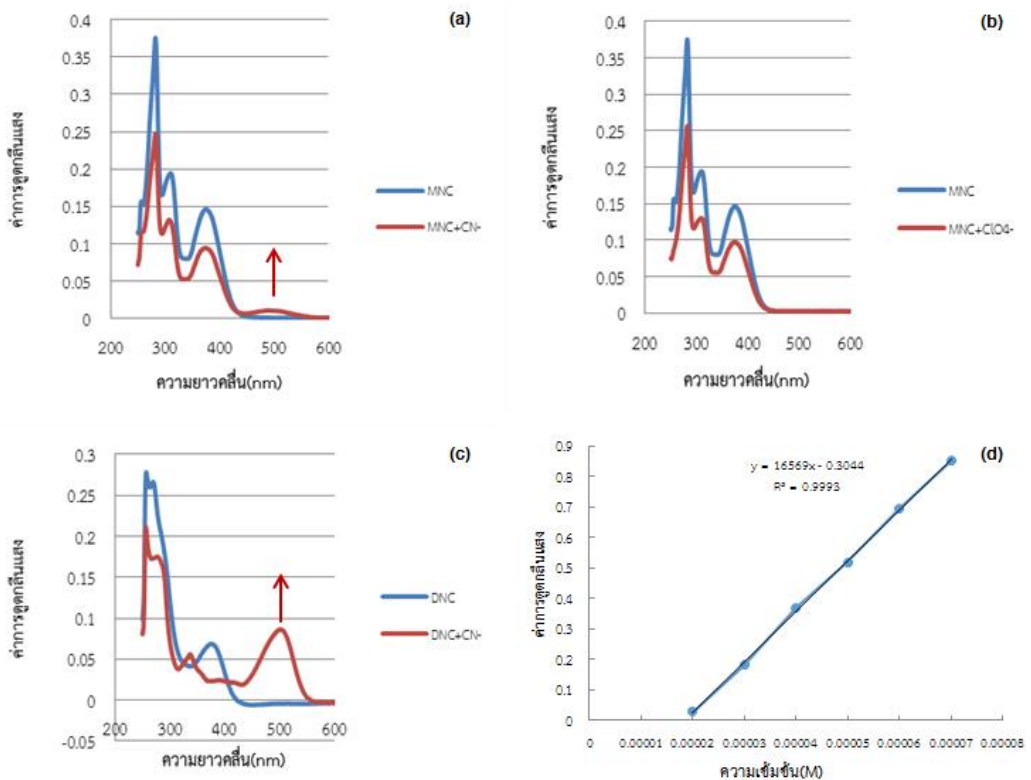 (a)
0.4
0.35
0.3
0.25
0.2
0.15
0.1
0.05
0
200 300 400 500 600
ค่าการดูดกลืนแสง
ความยาวคลื่น(nm)
MNC
MNC+CN-
(b)
0.4
0.35
0.3
0.25
0.2
0.15
0.1
0.05
0
200 300 400 500 600
ค่าการดูดกลืนแสง
ความยาวคลื่น(nm)
MNC
MNC+ClO4-
(c)
0.3
0.25
0.2
0.15
0.1
0.05
0
-0.05
200 300 400 500 600
ค่าการดูดกลืนแสง
ความยาวคลื่น(nm)
DNC
DNC+CN-
(d)
0.9
0.8
0.7
0.6
0.5
0.4
0.3
0.2
0.1
0
y = 16569x - 0.3044
R² = 0.9993
0 0.00001 0.00002 0.00003 0.00004 0.00005 0.00006 0.00007 0.00008
ค่าการดูดกลืนแสง
ความเข้มข้น(M)